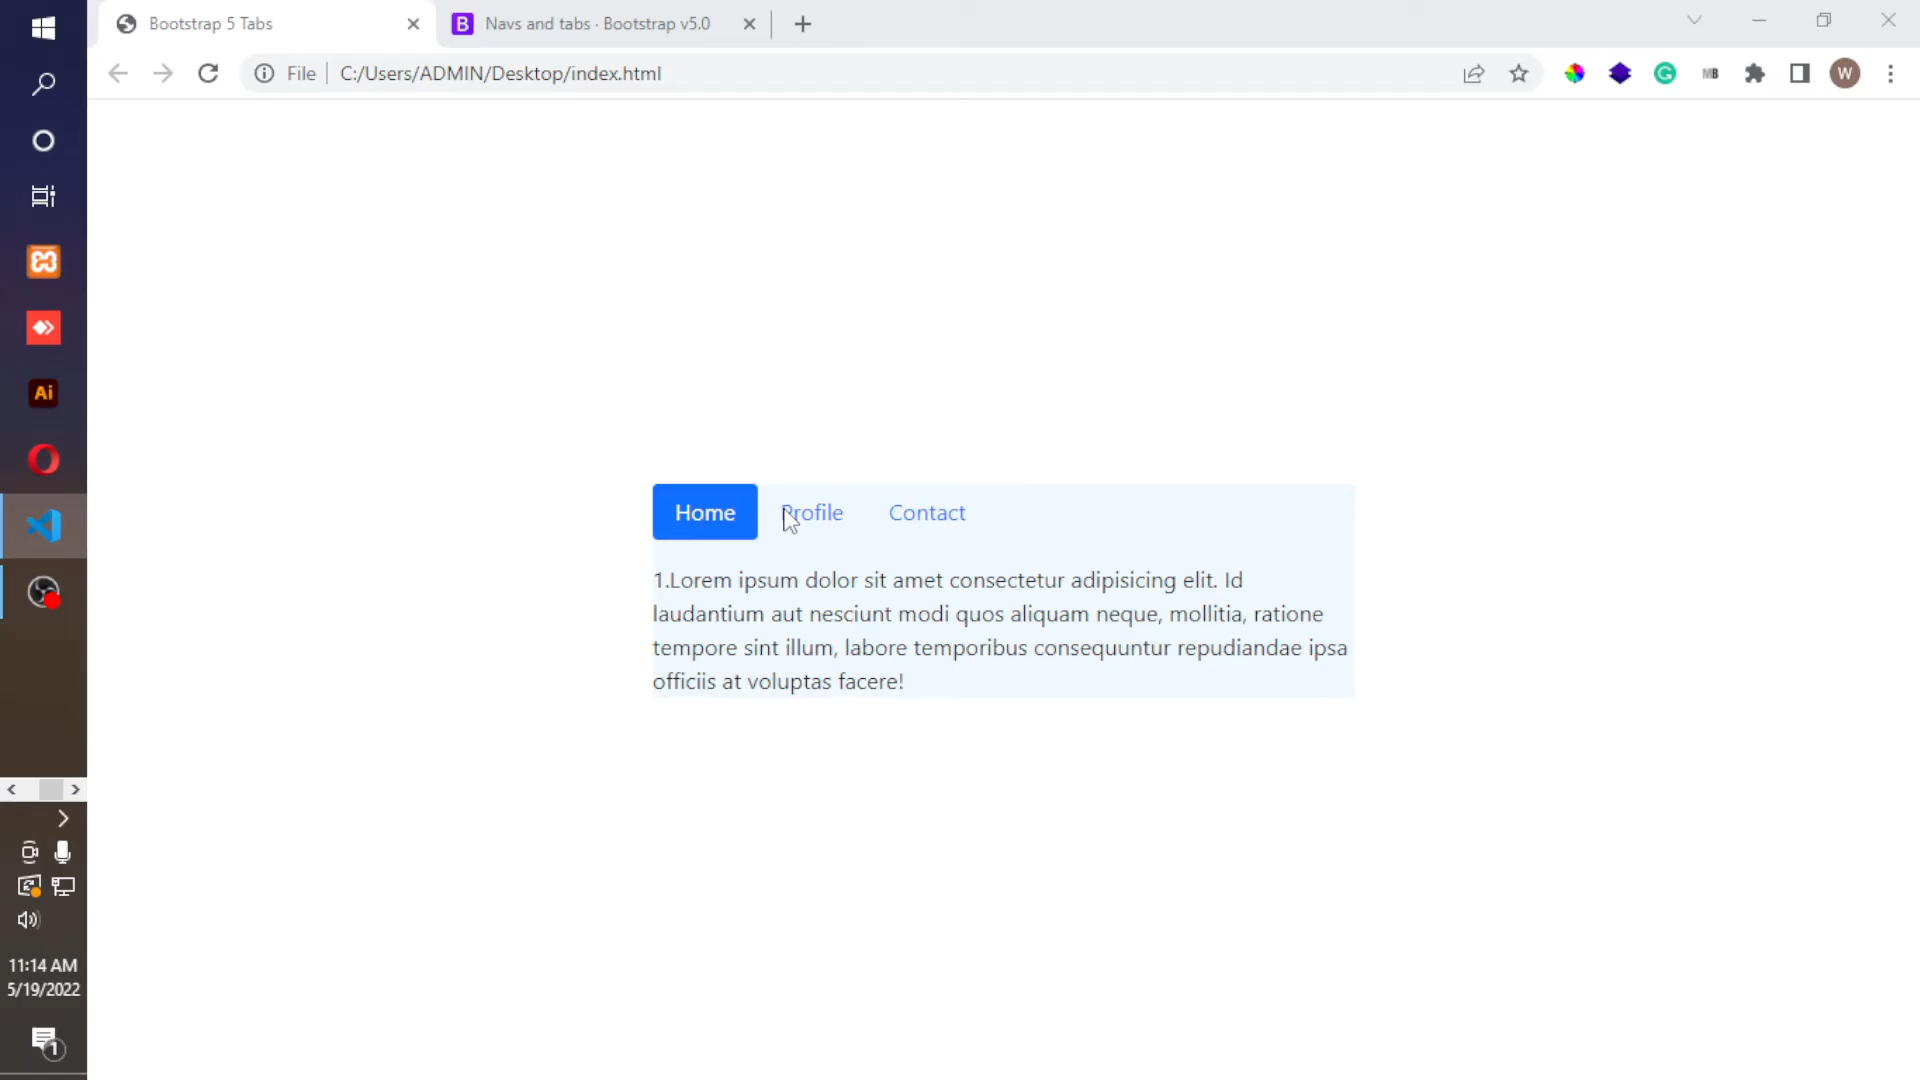 Bootstrap 5 Tabs
B Navs and tabs · Bootstrap v5.0
File C:/Users/ADMIN/Desktop/index.html
G MB W
Ai
Home Profile Contact
1.Lorem ipsum dolor sit amet consectetur adipisicing elit. Id
laudantium aut nesciunt modi quos aliquam neque, mollitia, ratione
tempore sint illum, labore temporibus consequuntur repudiandae ipsa
officiis at voluptas facere!
11:14 AM
5/19/2022
1